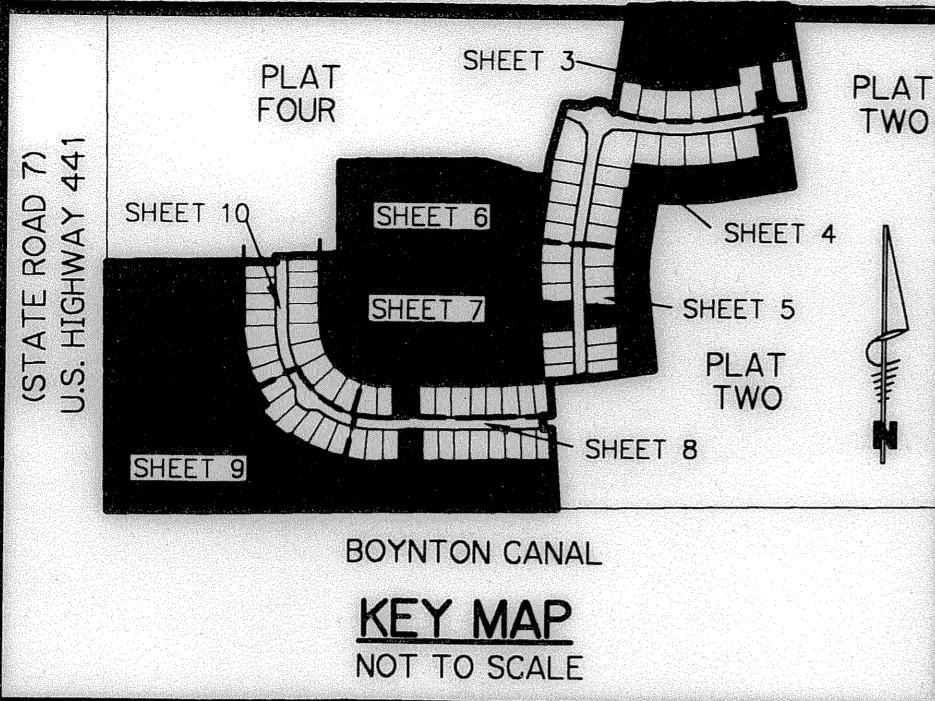 SHEET 3
PLAT
FOUR
PLAT
TWO
(STATE ROAD 7)
U.S. HIGHWAY 441
SHEET 10
SHEET 6
SHEET 4
SHEET 7
SHEET 5
PLAT
TWO
N
SHEET 8
SHEET 9
BOYNTON CANAL
KEY MAP
NOT TO SCALE